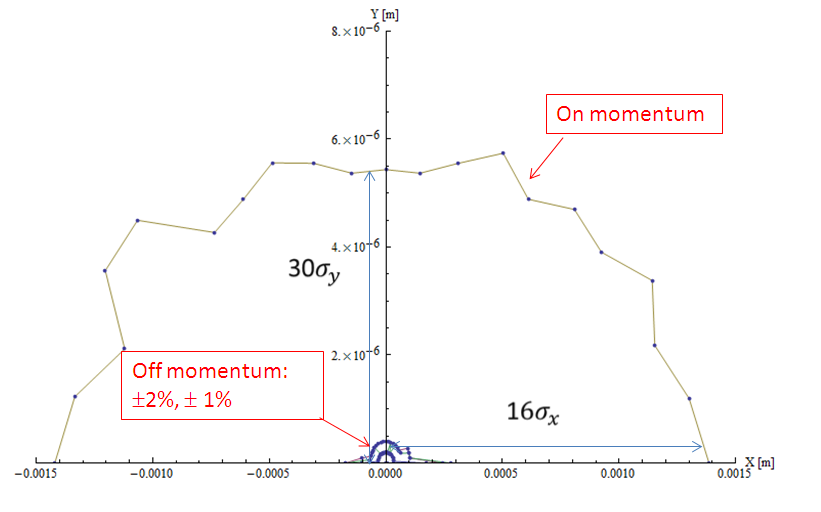 Y [m]
8.×10⁻⁶
On momentum
6.×10⁻⁶
4.×10⁻⁶
30σy
Off momentum:
±2%, ± 1%
2.×10⁻⁶
16σx
X [m]
−0.0015 −0.0010 −0.0005 0.0000 0.0005 0.0010 0.0015